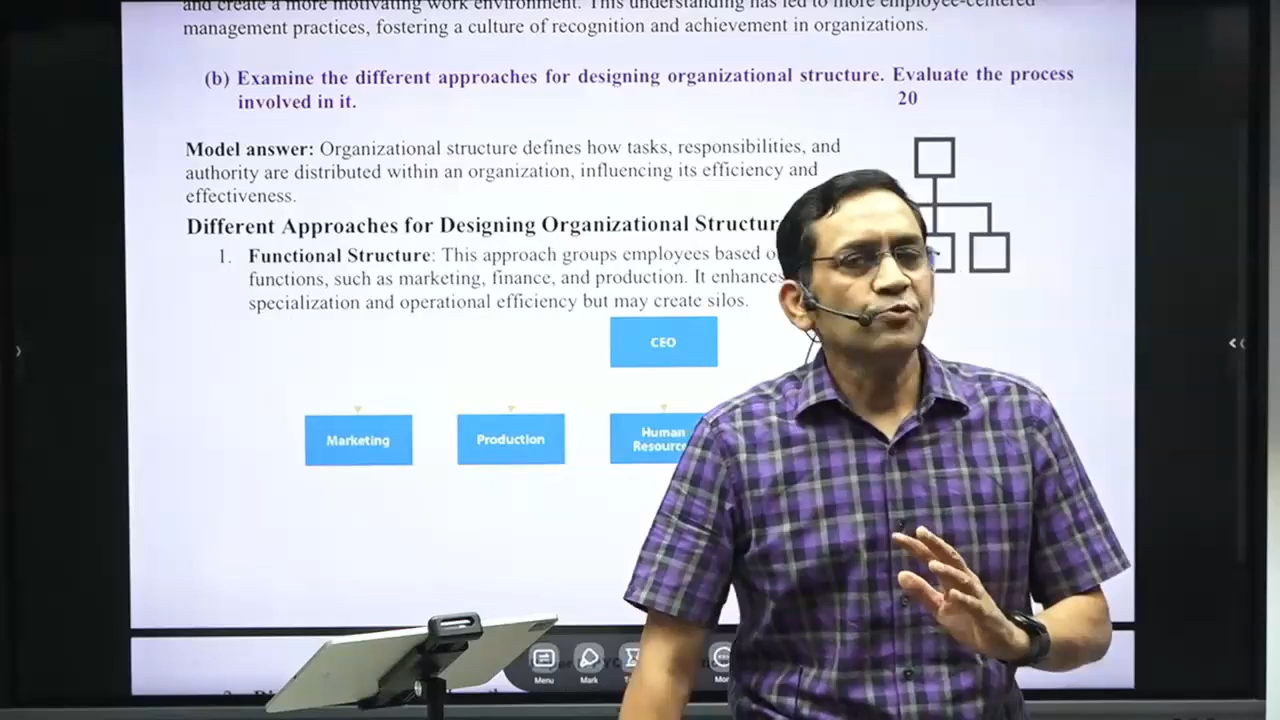 and create a more motivating work environment. This understanding has led to more employee-centered
management practices, fostering a culture of recognition and achievement in organizations.
(b) Examine the different approaches for designing organizational structure. Evaluate the process
involved in it. 20
Model answer: Organizational structure defines how tasks, responsibilities, and
authority are distributed within an organization, influencing its efficiency and
effectiveness.
Different Approaches for Designing Organizational
1. Functional Structure: This approach groups employees based
functions, such as marketing, finance, and production. It enhances
specialization and operational efficiency but may create silos.
CEO
Marketing
Production
Human
Menu
Mark